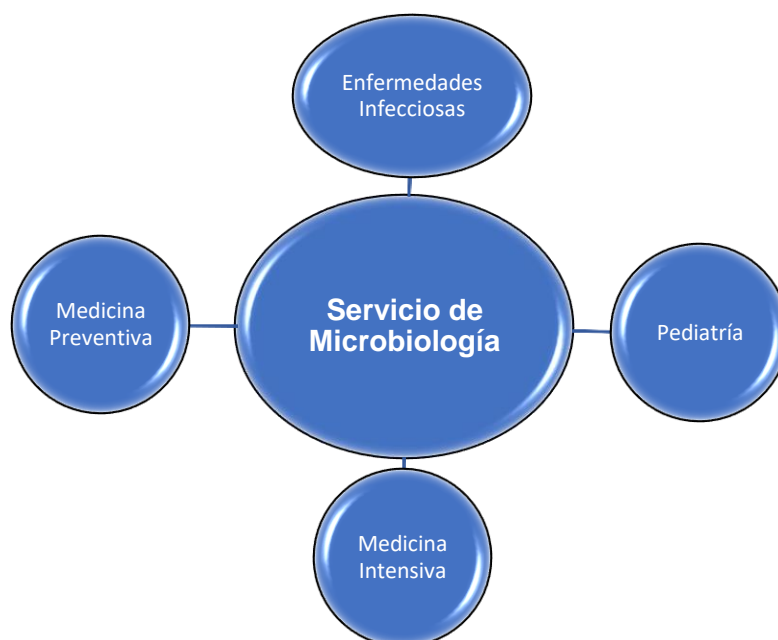 Enfermedades
Infecciosas
Medicina
Preventiva
Servicio de
Microbiología
Pediatría
Medicina
Intensiva